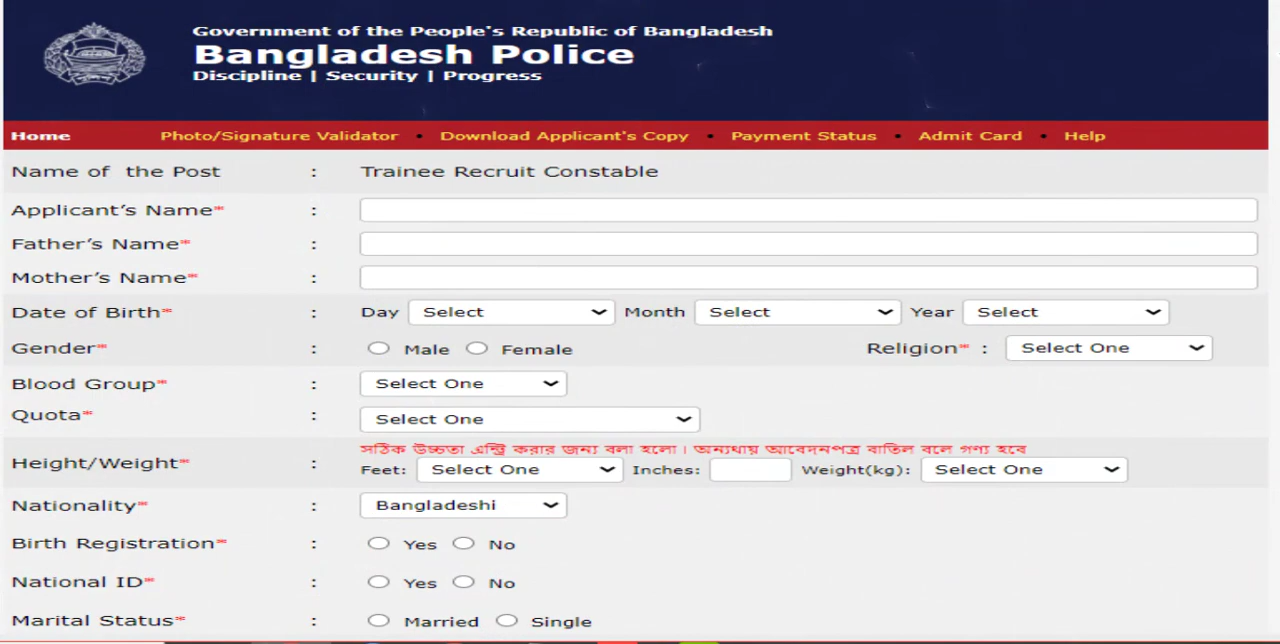 Government of the People's Republic of Bangladesh
Bangladesh Police
Discipline | Security | Progress
Home Photo/Signature Validator • Download Applicant's Copy • Payment Status • Admit Card • Help
Name of the Post : Trainee Recruit Constable
Applicant's Name* :
Father's Name* :
Mother's Name* :
Date of Birth* : Day Select Month Select Year Select
Gender* : Male Female Religion* : Select One
Blood Group* : Select One
Quota* : Select One
সঠিক উচ্চতা এন্ট্রি করার জন্য বলা হলো। অন্যথায় আবেদনপত্র বাতিল বলে গণ্য হবে
Height/Weight* : Feet: Select One Inches: Weight(kg): Select One
Nationality* : Bangladeshi
Birth Registration* : Yes No
National ID* : Yes No
Marital Status* : Married Single